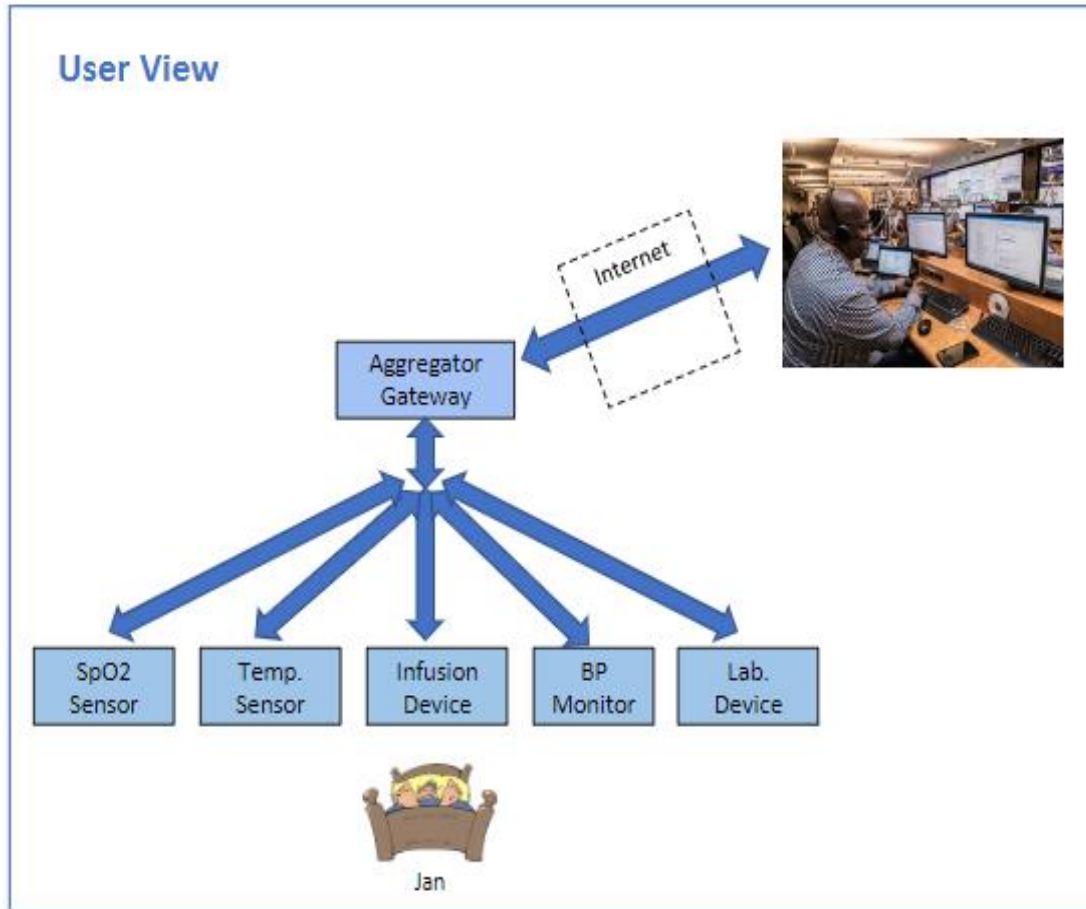 User View
Internet
Aggregator
Gateway
SpO2
Sensor
Temp.
Sensor
Infusion
Device
BP
Monitor
Lab.
Device
Jan